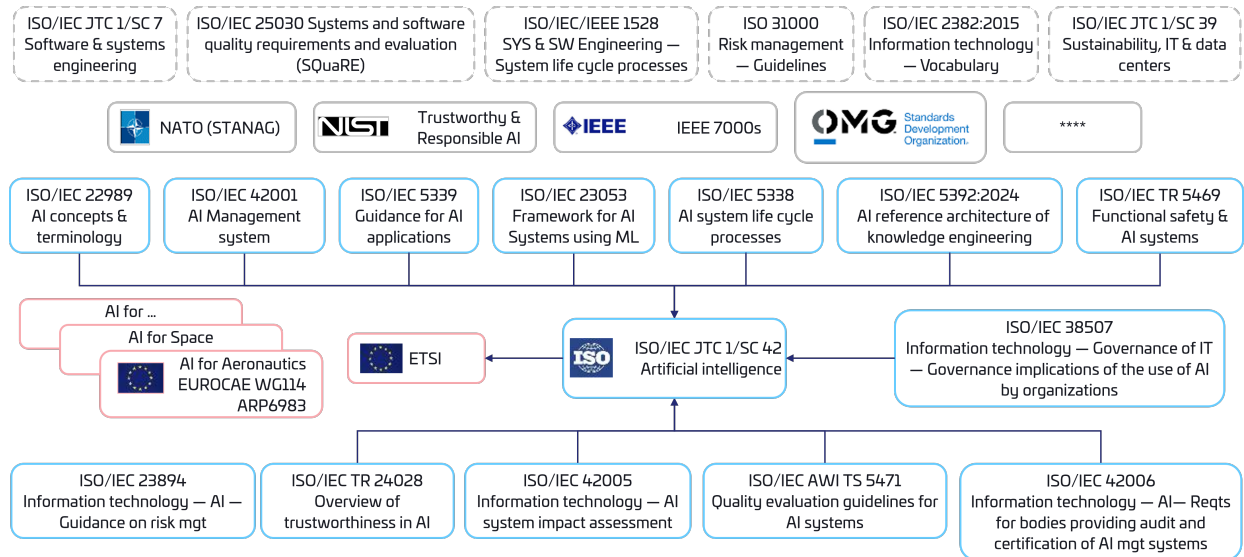 ISO/IEC JTC 1/SC 7
Software & systems
engineering
ISO/IEC 25030 Systems and software
quality requirements and evaluation
(SQuaRE)
ISO/IEC/IEEE 1528
SYS & SW Engineering —
System life cycle processes
ISO 31000
Risk management
— Guidelines
ISO/IEC 2382:2015
Information technology
— Vocabulary
ISO/IEC JTC 1/SC 39
Sustainability, IT & data
centers
NATO (STANAG)
NIST
Trustworthy &
Responsible AI
IEEE
IEEE 7000s
OMG
Standards
Development
Organization.
****
ISO/IEC 22989
AI concepts &
terminology
ISO/IEC 42001
AI Management
system
ISO/IEC 5339
Guidance for AI
applications
ISO/IEC 23053
Framework for AI
Systems using ML
ISO/IEC 5338
AI system life cycle
processes
ISO/IEC 5392:2024
AI reference architecture of
knowledge engineering
ISO/IEC TR 5469
Functional safety &
AI systems
AI for ...
AI for Space
AI for Aeronautics
EUROCAE WG114
ARP6983
ETSI
ISO
ISO/IEC JTC 1/SC 42
Artificial intelligence
ISO/IEC 38507
Information technology — Governance of IT
— Governance implications of the use of AI
by organizations
ISO/IEC 23894
Information technology — AI —
Guidance on risk mgt
ISO/IEC TR 24028
Overview of
trustworthiness in AI
ISO/IEC 42005
Information technology — AI
system impact assessment
ISO/IEC AWI TS 5471
Quality evaluation guidelines for
AI systems
ISO/IEC 42006
Information technology — AI— Reqts
for bodies providing audit and
certification of AI mgt systems